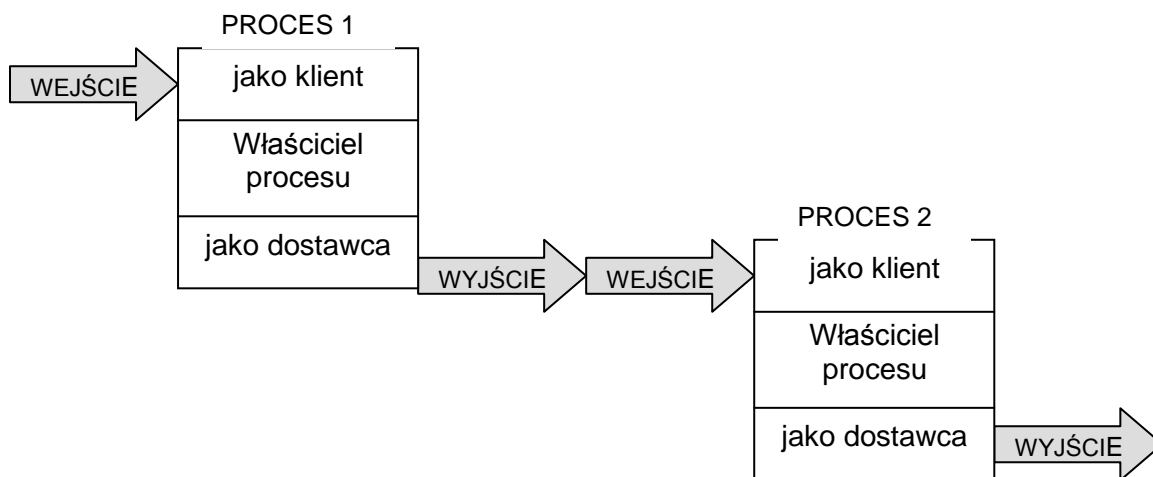 PROCES 1
WEJŚCIE
jako klient
Właściciel
procesu
jako dostawca
WYJŚCIE
WEJŚCIE
PROCES 2
jako klient
Właściciel
procesu
jako dostawca
WYJŚCIE